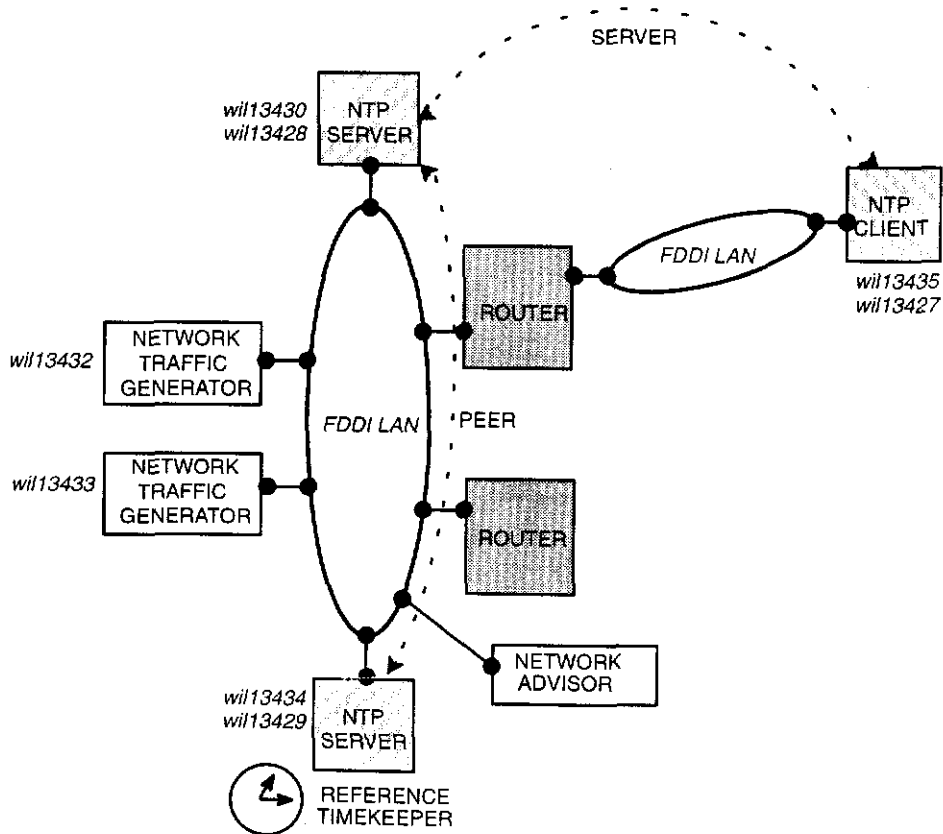 SERVER
wil13430
wil13428
NTP
SERVER
NTP
CLIENT
wil13435
wil13427
FDDI LAN
ROUTER
wil13432
NETWORK
TRAFFIC
GENERATOR
FDDI LAN
PEER
wil13433
NETWORK
TRAFFIC
GENERATOR
ROUTER
NETWORK
ADVISOR
wil13434
wil13429
NTP
SERVER
REFERENCE
TIMEKEEPER